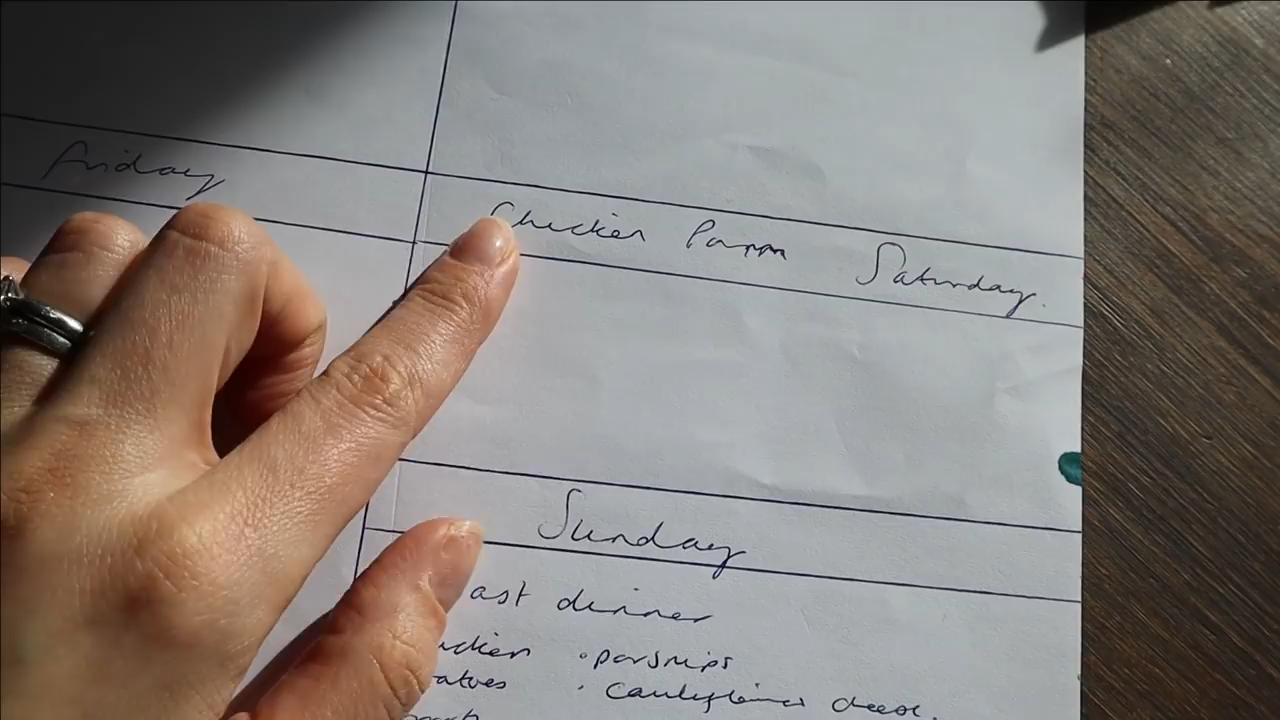 Friday
Chicken Parm Saturday.
Sunday
ast dinner
icken • parsnips
atoes • cauliflower cheese.